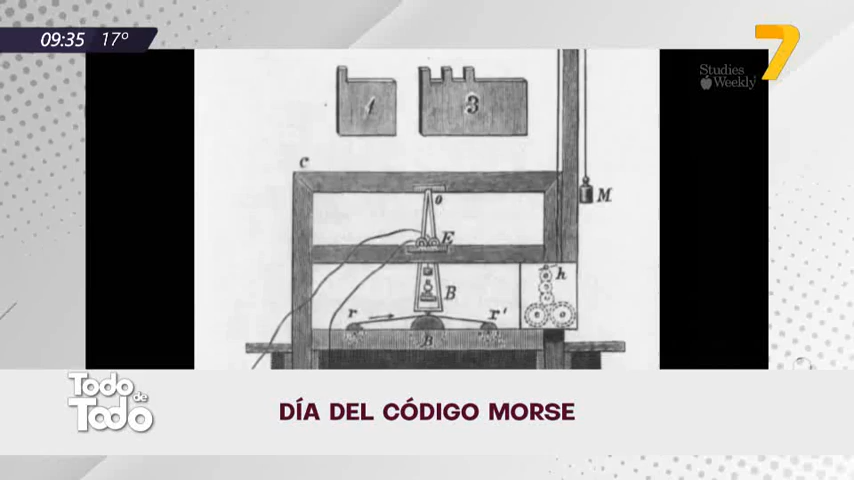 09:35 17°
7
Studies
Weekly
1
3
c
M
o
E
h
B
r
r'
B
Todo
de
Todo
DÍA DEL CÓDIGO MORSE